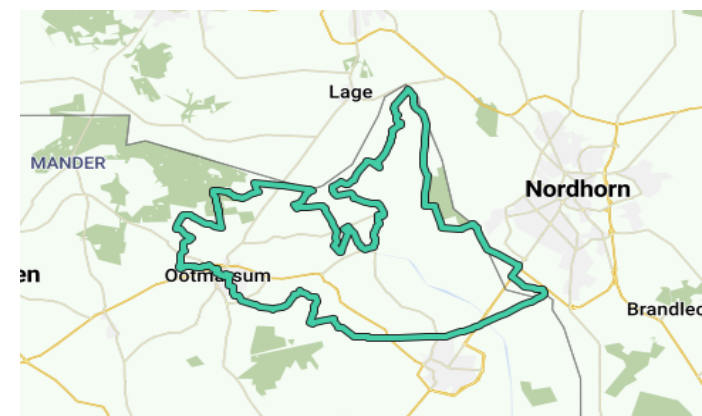 Lage
MANDER
Nordhorn
en
Ootmarsum
Brandlec